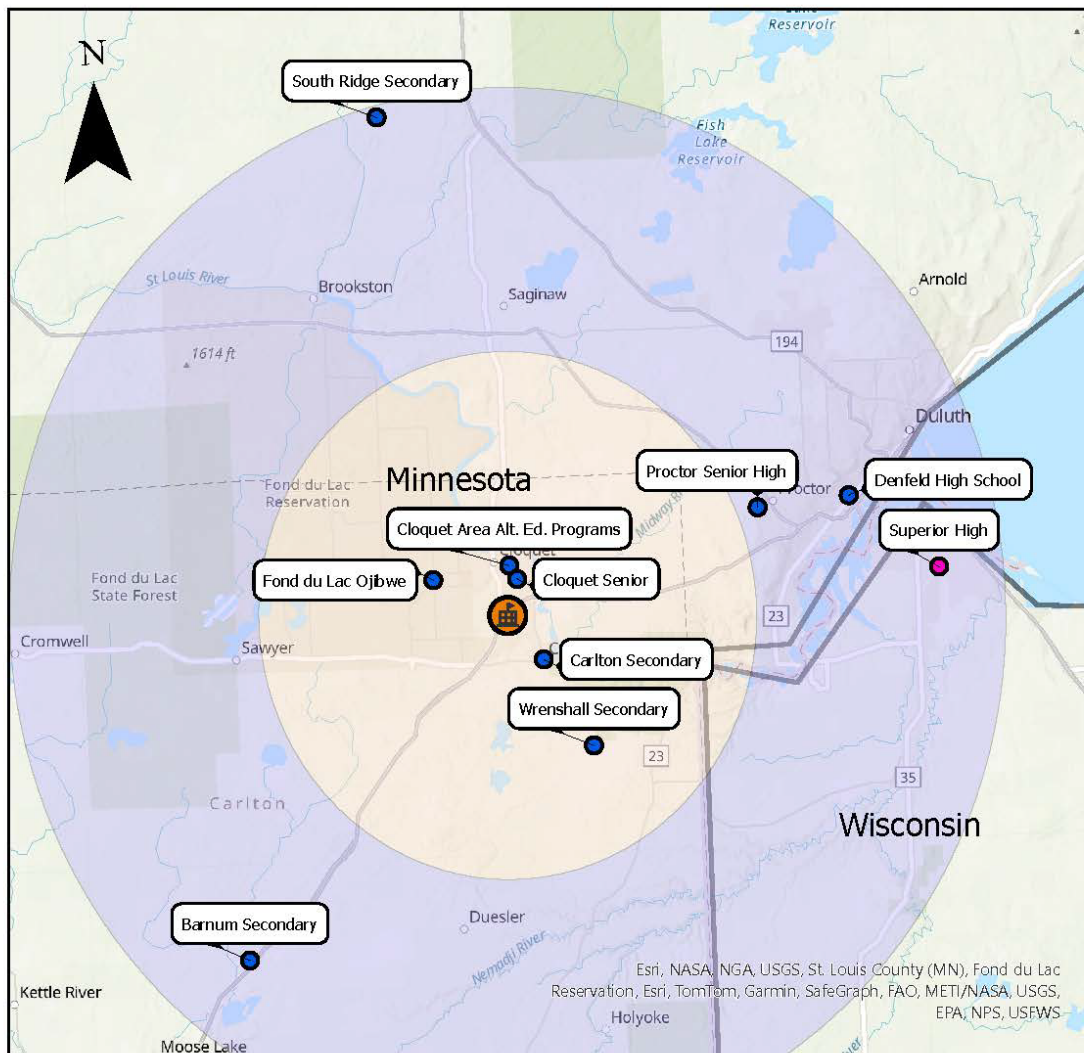 N
South Ridge Secondary
Reservoir
Fish
Lake
Reservoir
St Louis River
Brookston
Saginaw
Arnold
1614 ft
194
Duluth
Minnesota
Proctor Senior High
Denfeld High School
Fond du Lac
Reservation
Proctor
Superior High
Cloquet Area Alt. Ed. Programs
Cloquet
Fond du Lac Ojibwe
Cloquet Senior
Fond du Lac
State Forest
23
Cromwell
Sawyer
Carlton Secondary
Wrenshall Secondary
23
35
Carlton
Wisconsin
Barnum Secondary
Duesler
Nemadji River
Kettle River
Esri, NASA, NGA, USGS, St. Louis County (MN), Fond du Lac
Reservation, Esri, TomTom, Garmin, SafeGraph, FAO, METI/NASA, USGS,
EPA, NPS, USFWS
Holyoke
Moose Lake